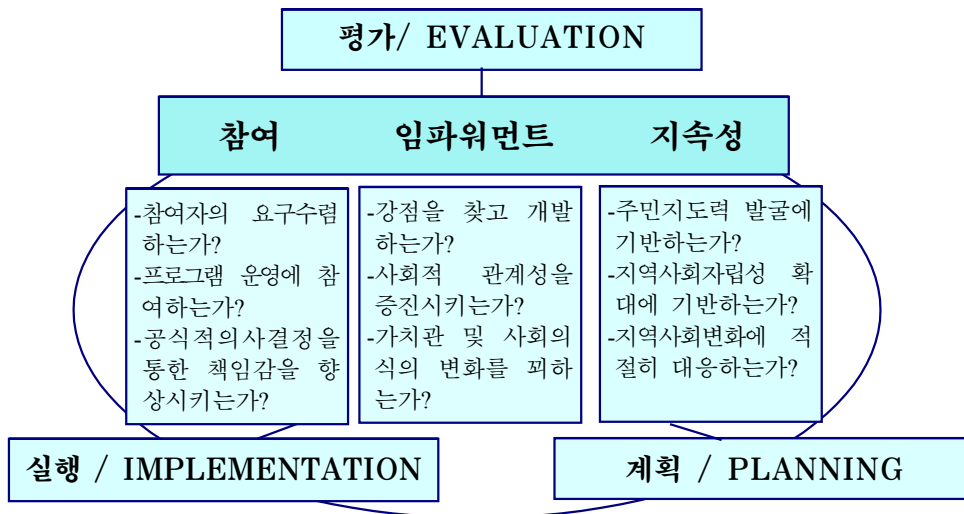 평가/ EVALUATION
참여 임파워먼트 지속성
-참여자의 요구수렴
하는가?
-프로그램 운영에 참
여하는가?
-공식적의사결정을
통한 책임감을 향
상시키는가?
-강점을 찾고 개발
하는가?
-사회적 관계성을
증진시키는가?
-가치관 및 사회의
식의 변화를 꾀하
는가?
-주민지도력 발굴에
기반하는가?
-지역사회자립성 확
대에 기반하는가?
-지역사회변화에 적
절히 대응하는가?
실행 / IMPLEMENTATION
계획 / PLANNING